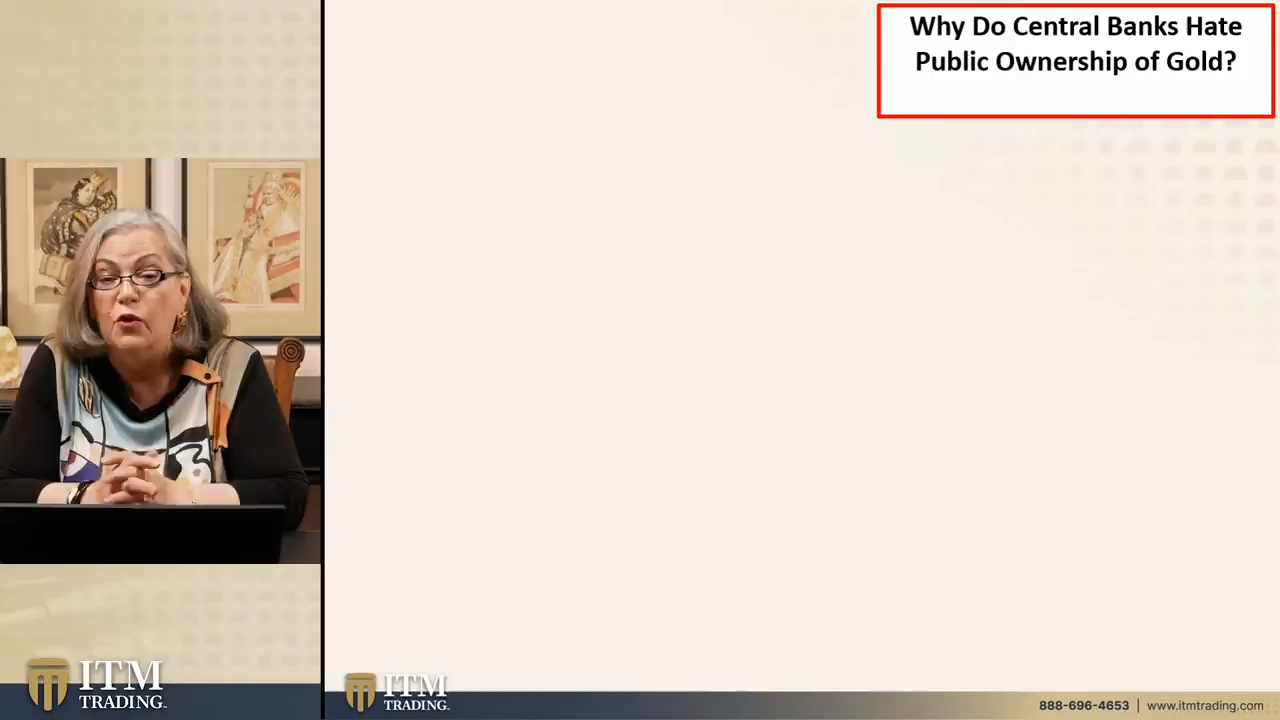 Why Do Central Banks Hate
Public Ownership of Gold?
ITM
TRADING
ITM
TRADING.
888-696-4653 | www.itmtrading.com